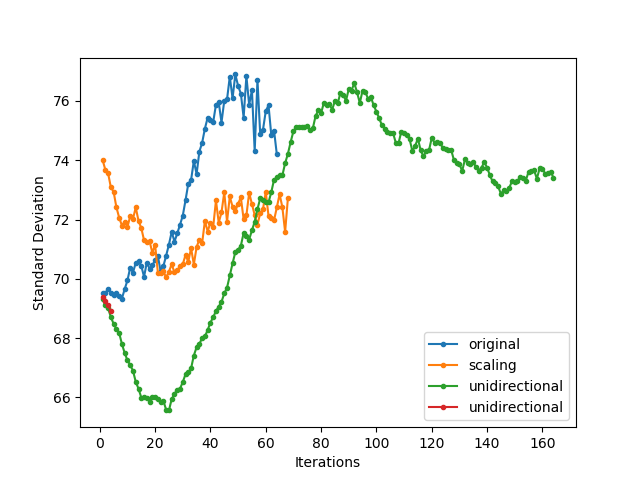 76
74
72
70
68
66
Standard Deviation
0 20 40 60 80 100 120 140 160
Iterations
original
scaling
unidirectional
unidirectional